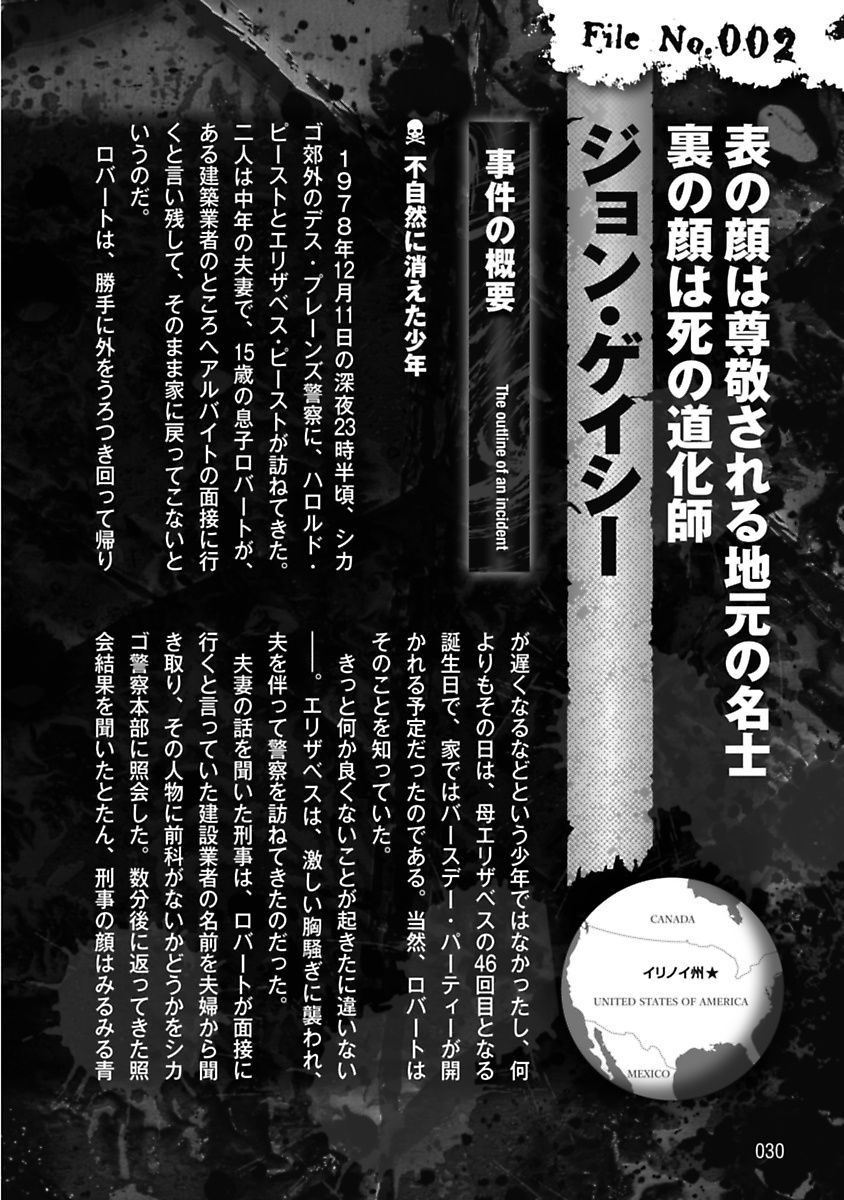 File No.002
表の顔は尊敬される地元の名士
裏の顔は死の道化師
ジョン・ゲイシー
事件の概要 The outline of an incident
不自然に消えた少年
1978年12月11日の深夜23時半頃、シカ
ゴ郊外のデス・プレーンズ警察に、ハロルド・
ピーストとエリザベス・ピーストが訪ねてきた。
二人は中年の夫妻で、15歳の息子ロバートが、
ある建築業者のところへアルバイトの面接に行
くと言い残して、そのまま家に戻ってこないと
いうのだ。
ロバートは、勝手に外をうろつき回って帰り
が遅くなるなどという少年ではなかったし、何
よりもその日は、母エリザベスの46回目となる
誕生日で、家ではバースデー・パーティーが開
かれる予定だったのである。当然、ロバートは
そのことを知っていた。
きっと何か良くないことが起きたに違いない
――。エリザベスは、激しい胸騒ぎに襲われ、
夫を伴って警察を訪ねてきたのだった。
夫妻の話を聞いた刑事は、ロバートが面接に
行くと言っていた建設業者の名前を夫婦から聞
き取り、その人物に前科がないかどうかをシカ
ゴ警察本部に照会した。数分後に返ってきた照
会結果を聞いたとたん、刑事の顔はみるみる青
CANADA
イリノイ州★
UNITED STATES OF AMERICA
MEXICO
030